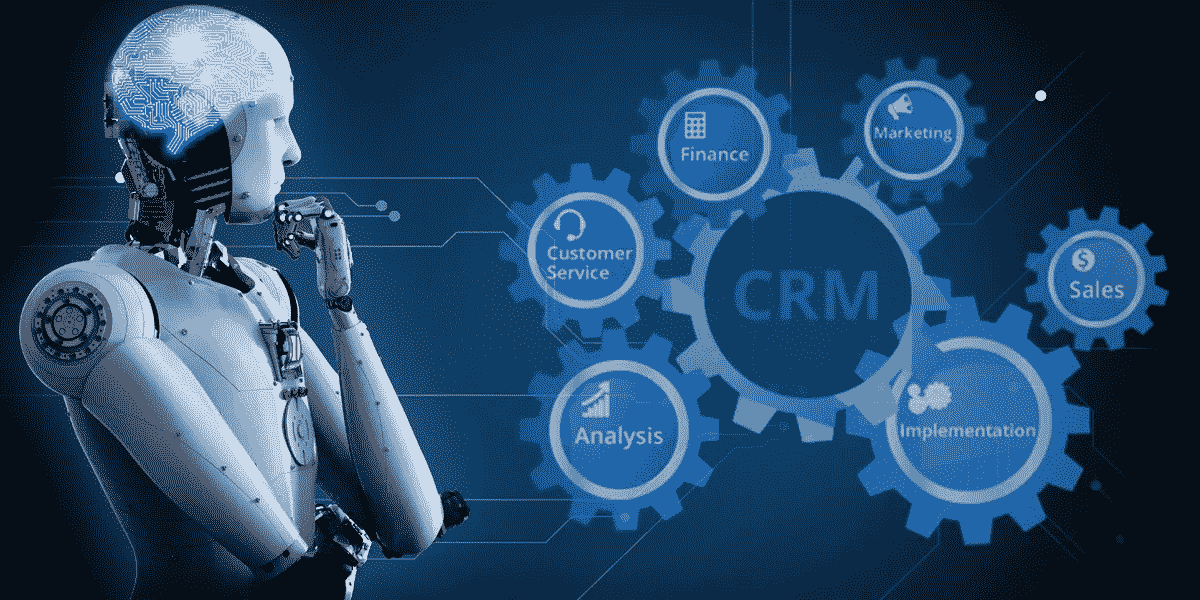 Finance
Marketing
Customer
Service
CRM
Sales
Analysis
Implementation